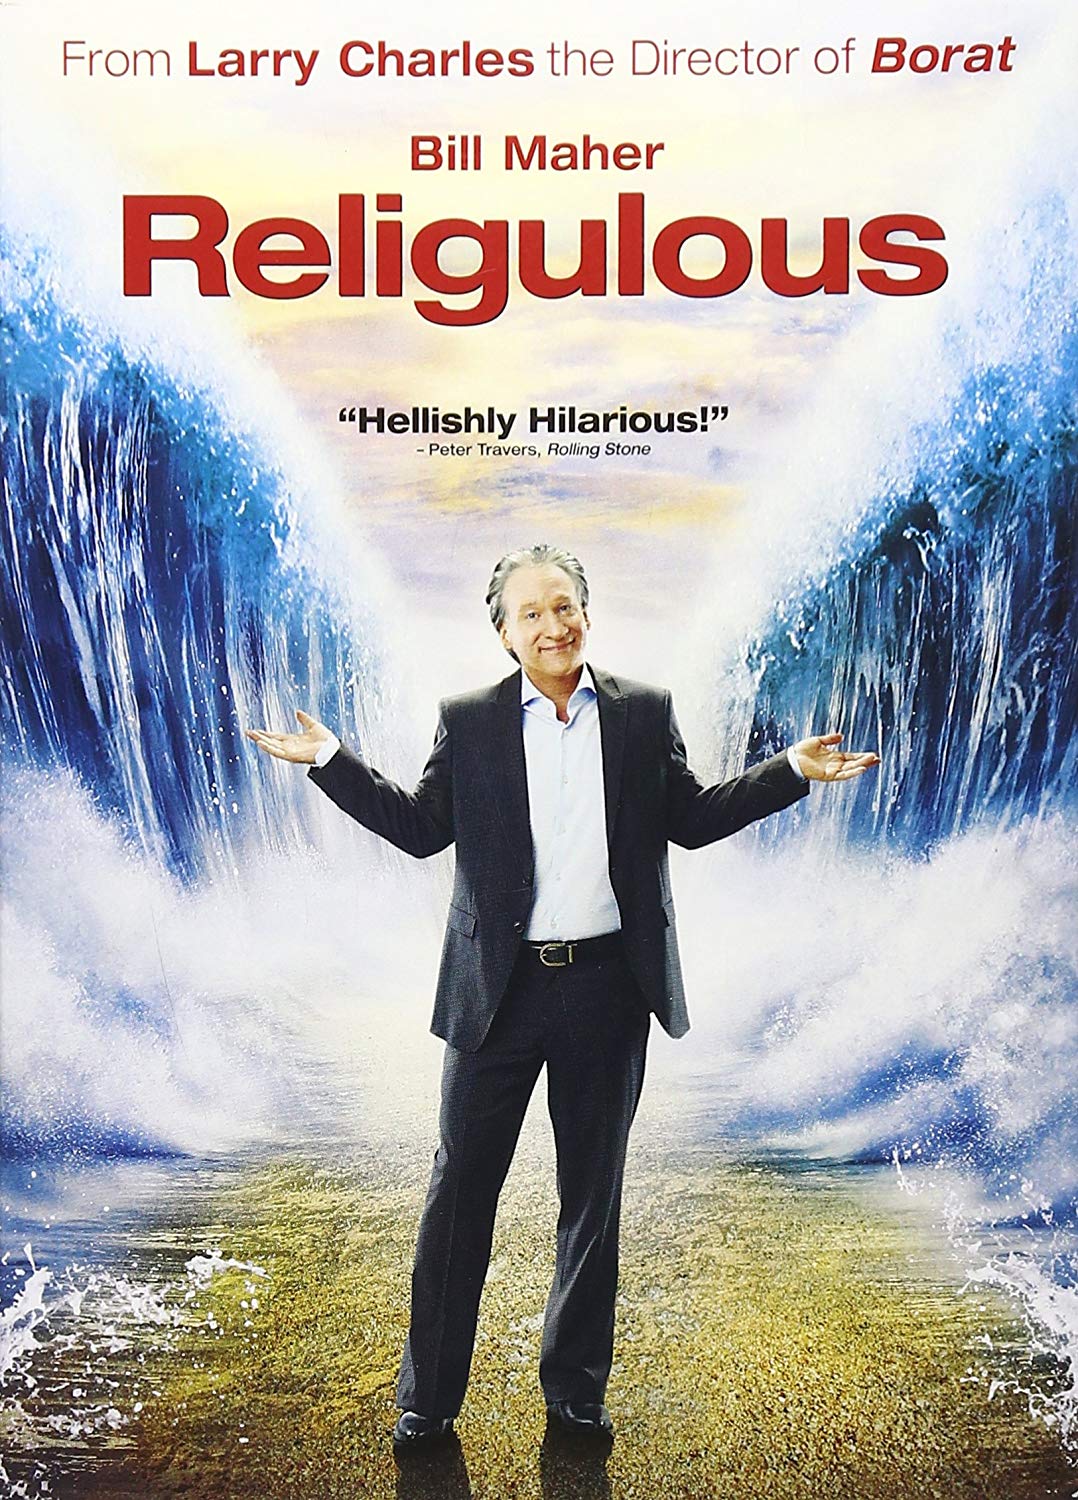 From Larry Charles the Director of Borat
Bill Maher
Religulous
“Hellishly Hilarious!”
– Peter Travers, Rolling Stone